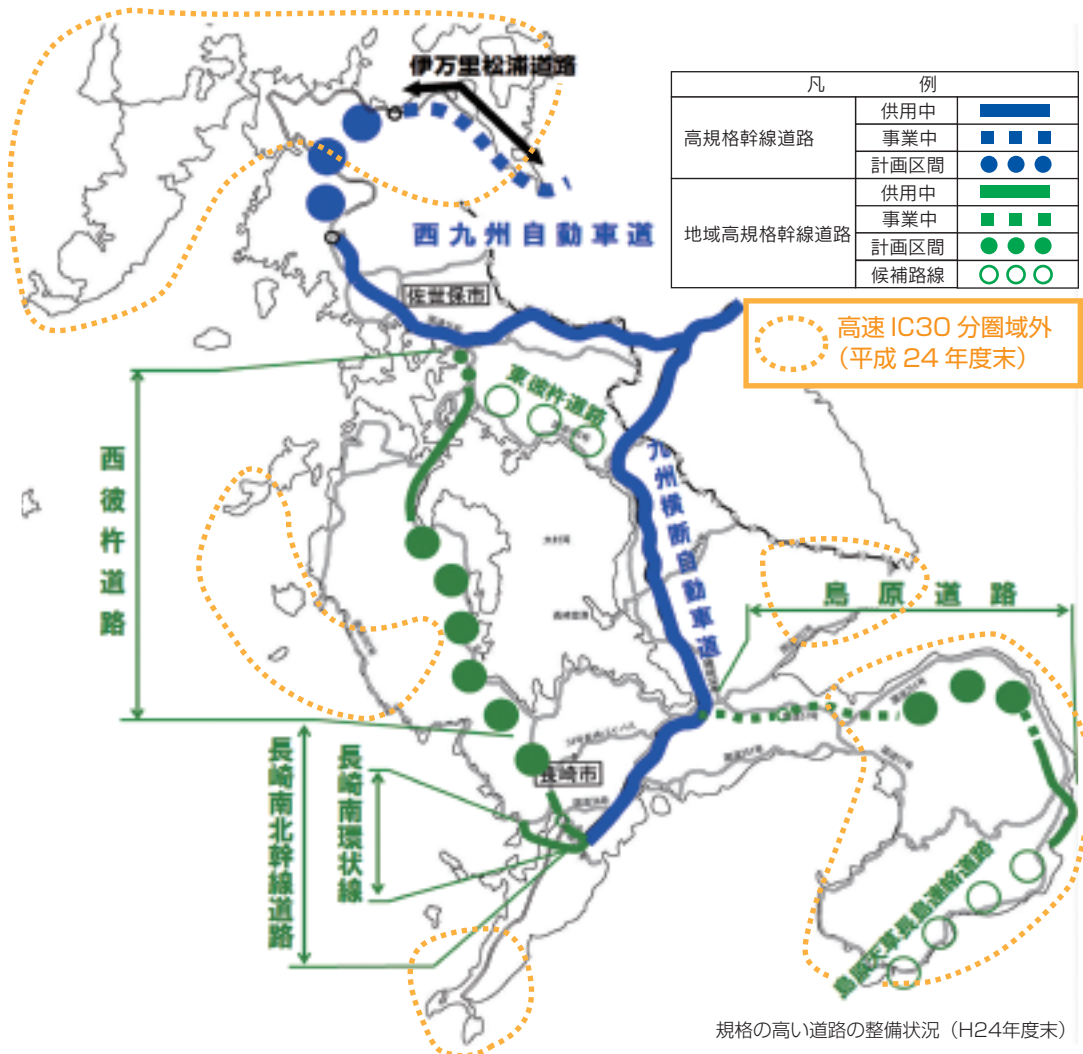 伊万里松浦道路
凡 例
高規格幹線道路
供用中
事業中
計画区間
地域高規格幹線道路
供用中
事業中
計画区間
候補路線
西九州自動車道
高速IC30分圏域外
(平成24年度末)
佐世保市
東彼杵道路
西彼杵道路
九州横断自動車道
島原道路
長崎市
長崎南北幹線道路
長崎南環状線
島原天草長島連絡道路
規格の高い道路の整備状況(H24年度末)